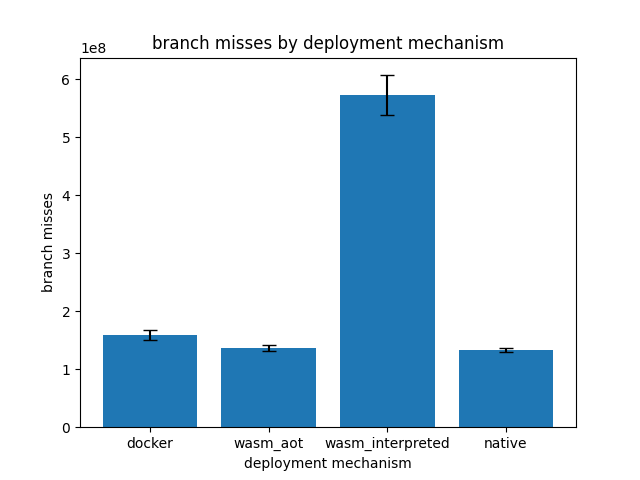 branch misses by deployment mechanism
1e8
6
5
4
3
2
1
0
branch misses
docker
wasm_aot
wasm_interpreted
native
deployment mechanism